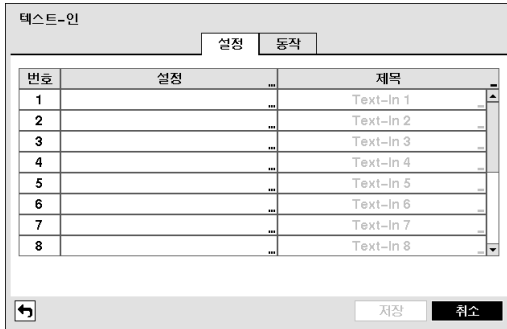 텍스트-인
설정 동작
번호 설정 ... 제목
1 ... Text-In 1
2 ... Text-In 2
3 ... Text-In 3
4 ... Text-In 4
5 ... Text-In 5
6 ... Text-In 6
7 ... Text-In 7
8 ... Text-In 8
저장 취소